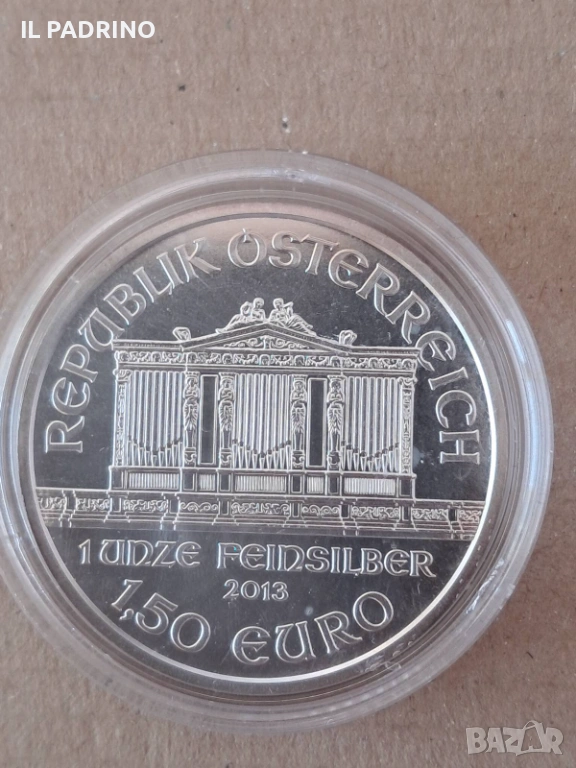 IL PADRINO
REPUBLIK ÖSTERREICH
1 UNZE FEINSILBER
2013
1,50 EURO
BAZAR